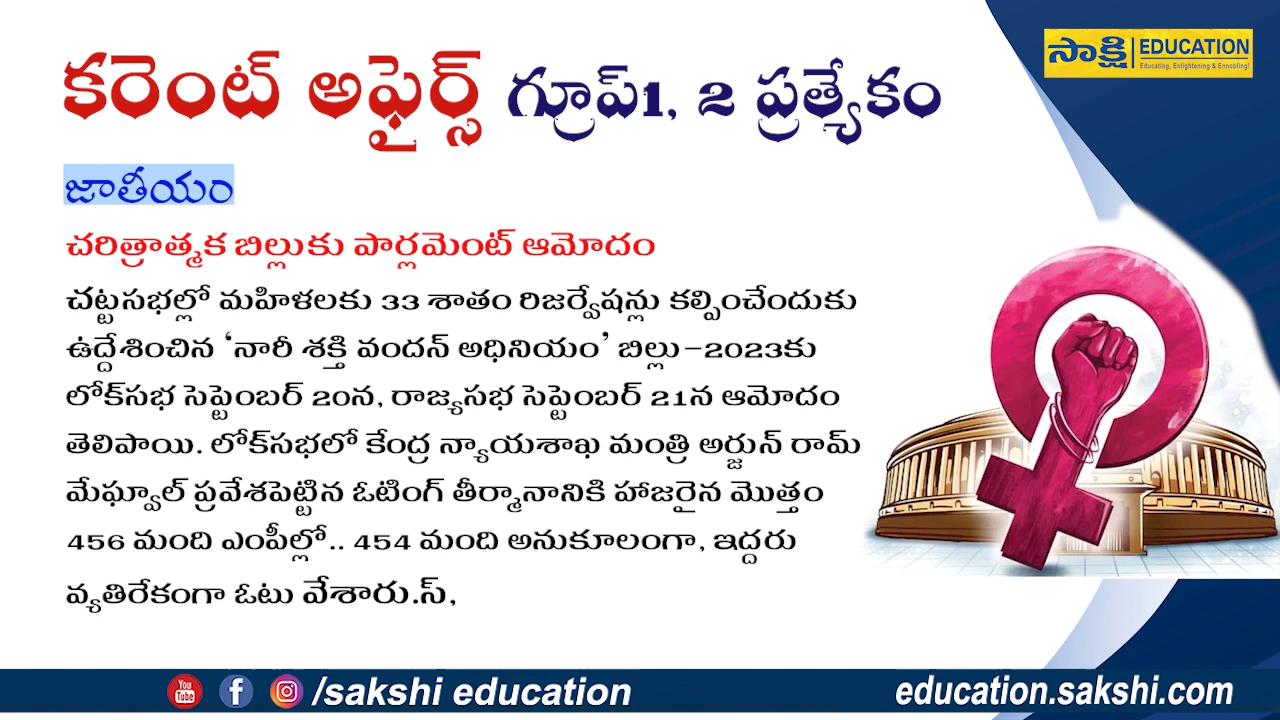 కరెంట్ అఫైర్స్ గ్రూప్1, 2 ప్రత్యేకం
సాక్షి EDUCATION
Educating, Enlightening & Ennobling!
జాతీయం
చరిత్రాత్మక బిల్లుకు పార్లమెంట్ ఆమోదం
చట్టసభల్లో మహిళలకు 33 శాతం రిజర్వేషన్లు కల్పించేందుకు
ఉద్దేశించిన ‘నారీ శక్తి వందన్ అధినియం’ బిల్లు-2023కు
లోక్‌సభ సెప్టెంబర్ 20న, రాజ్యసభ సెప్టెంబర్ 21న ఆమోదం
తెలిపాయి. లోక్‌సభలో కేంద్ర న్యాయశాఖ మంత్రి అర్జున్ రామ్
మేఘ్వాల్ ప్రవేశపెట్టిన ఓటింగ్ తీర్మానానికి హాజరైన మొత్తం
456 మంది ఎంపీల్లో.. 454 మంది అనుకూలంగా, ఇద్దరు
వ్యతిరేకంగా ఓటు వేశారు.స్,
You Tube /sakshi education
education.sakshi.com